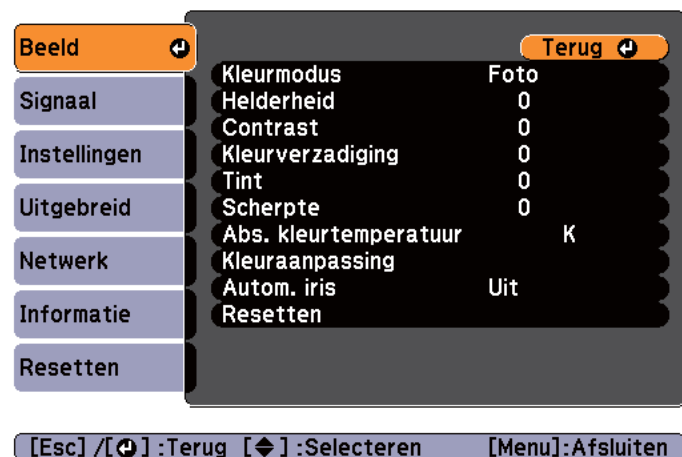 Beeld
Signaal
Instellingen
Uitgebreid
Netwerk
Informatie
Resetten
Terug
Kleurmodus Foto
Helderheid 0
Contrast 0
Kleurverzadiging 0
Tint 0
Scherpte 0
Abs. kleurtemperatuur K
Kleuraanpassing
Autom. iris Uit
Resetten
[Esc] /[⏎] :Terug [◆] :Selecteren [Menu]:Afsluiten